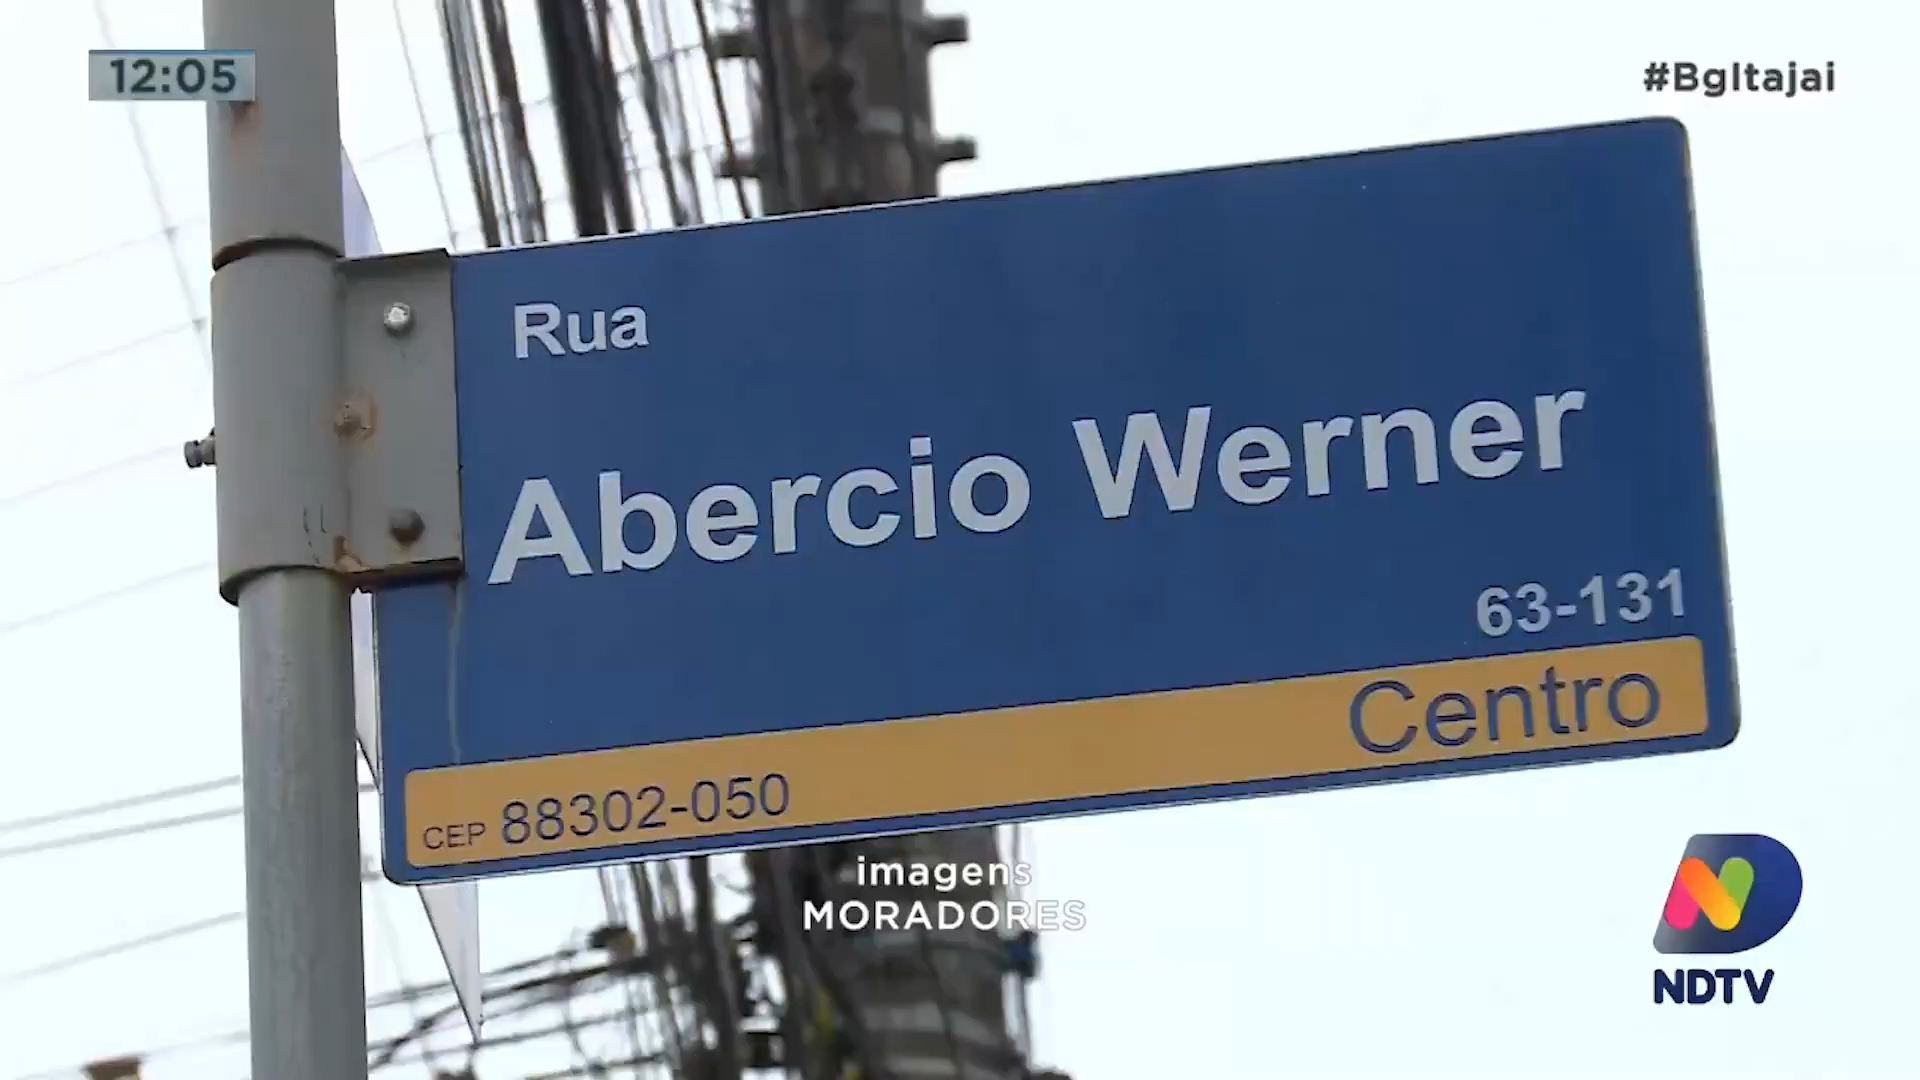 12:05
#BgItajai
Rua
Abercio Werner
63-131
Centro
CEP 88302-050
imagens
MORADORES
NDTV